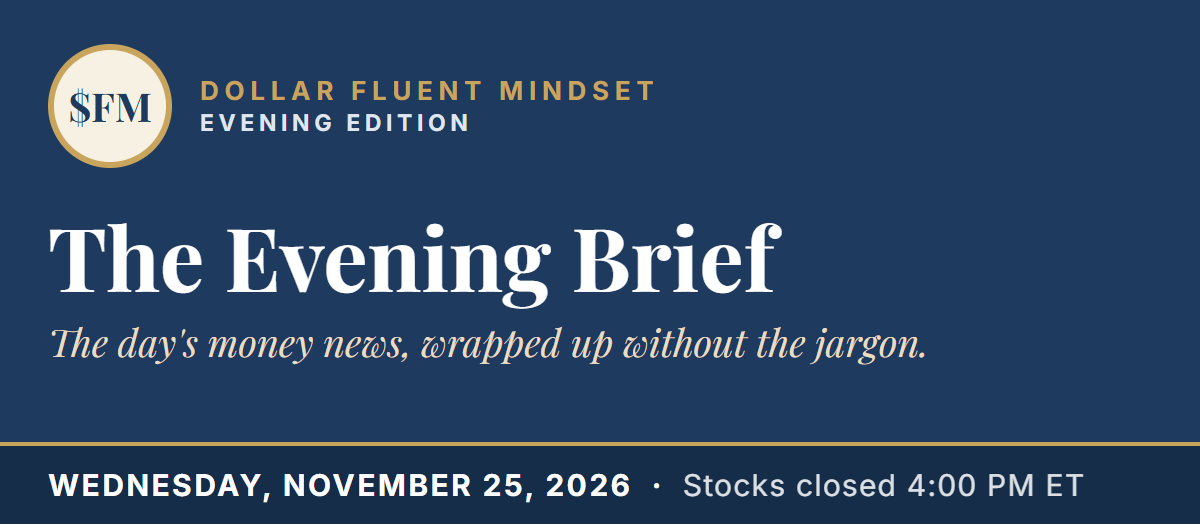 $FM
DOLLAR FLUENT MINDSET
EVENING EDITION
The Evening Brief
The day's money news, wrapped up without the jargon.
WEDNESDAY, NOVEMBER 25, 2026 · Stocks closed 4:00 PM ET